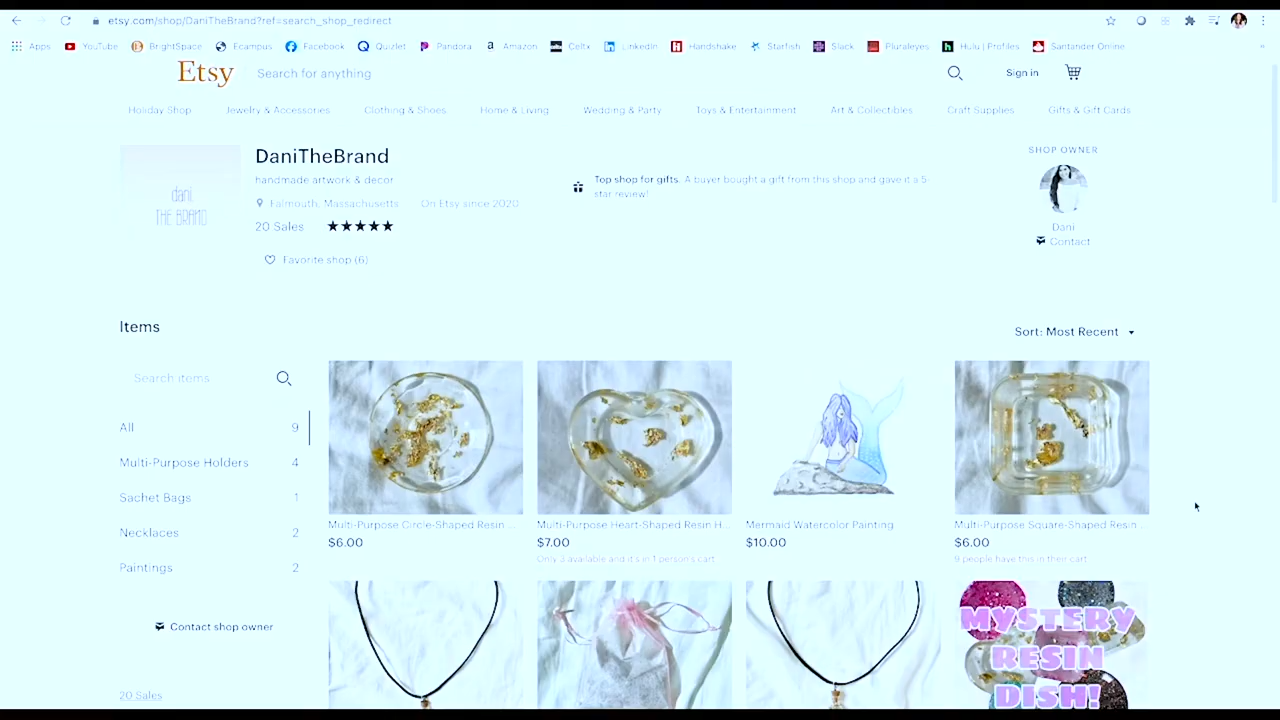 etsy.com/shop/DaniTheBrand?ref=search_shop_redirect
Apps YouTube BrightSpace Ecampus Facebook Quizlet Pandora Amazon Celtx LinkedIn Handshake Starfish Slack Pluraleyes Hulu | Profiles Santander Online
Etsy Search for anything Sign in
Holiday Shop Jewelry & Accessories Clothing & Shoes Home & Living Wedding & Party Toys & Entertainment Art & Collectibles Craft Supplies Gifts & Gift Cards
dani.
THE BRAND
DaniTheBrand
handmade artwork & decor
Falmouth, Massachusetts On Etsy since 2020
20 Sales ★★★★★
Favorite shop (6)
Top shop for gifts. A buyer bought a gift from this shop and gave it a 5-
star review!
SHOP OWNER
Dani
Contact
Items
Sort: Most Recent
Search items
All 9
Multi-Purpose Holders 4
Sachet Bags 1
Necklaces 2
Paintings 2
Contact shop owner
20 Sales
Multi-Purpose Circle-Shaped Resin ...
$6.00
Multi-Purpose Heart-Shaped Resin H...
$7.00
Only 3 available and it's in 1 person's cart
Mermaid Watercolor Painting
$10.00
Multi-Purpose Square-Shaped Resin ...
$6.00
9 people have this in their cart
MYSTERY
RESIN
DISH!